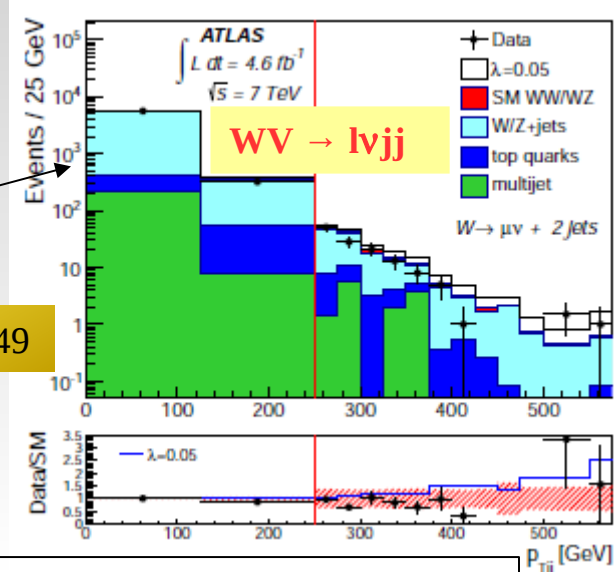 Events / 25 GeV
10⁵
10⁴
10³
10²
10
1
10⁻¹
ATLAS
∫ L dt = 4.6 fb⁻¹
√s = 7 TeV
WV → lνjj
Data
λ=0.05
SM WW/WZ
W/Z+jets
top quarks
multijet
W→ μν + 2 jets
49
0 100 200 300 400 500
Data/SM
3.5
3
2.5
2
1.5
1
0.5
0
λ=0.05
0 100 200 300 400 500
p_Tjj [GeV]